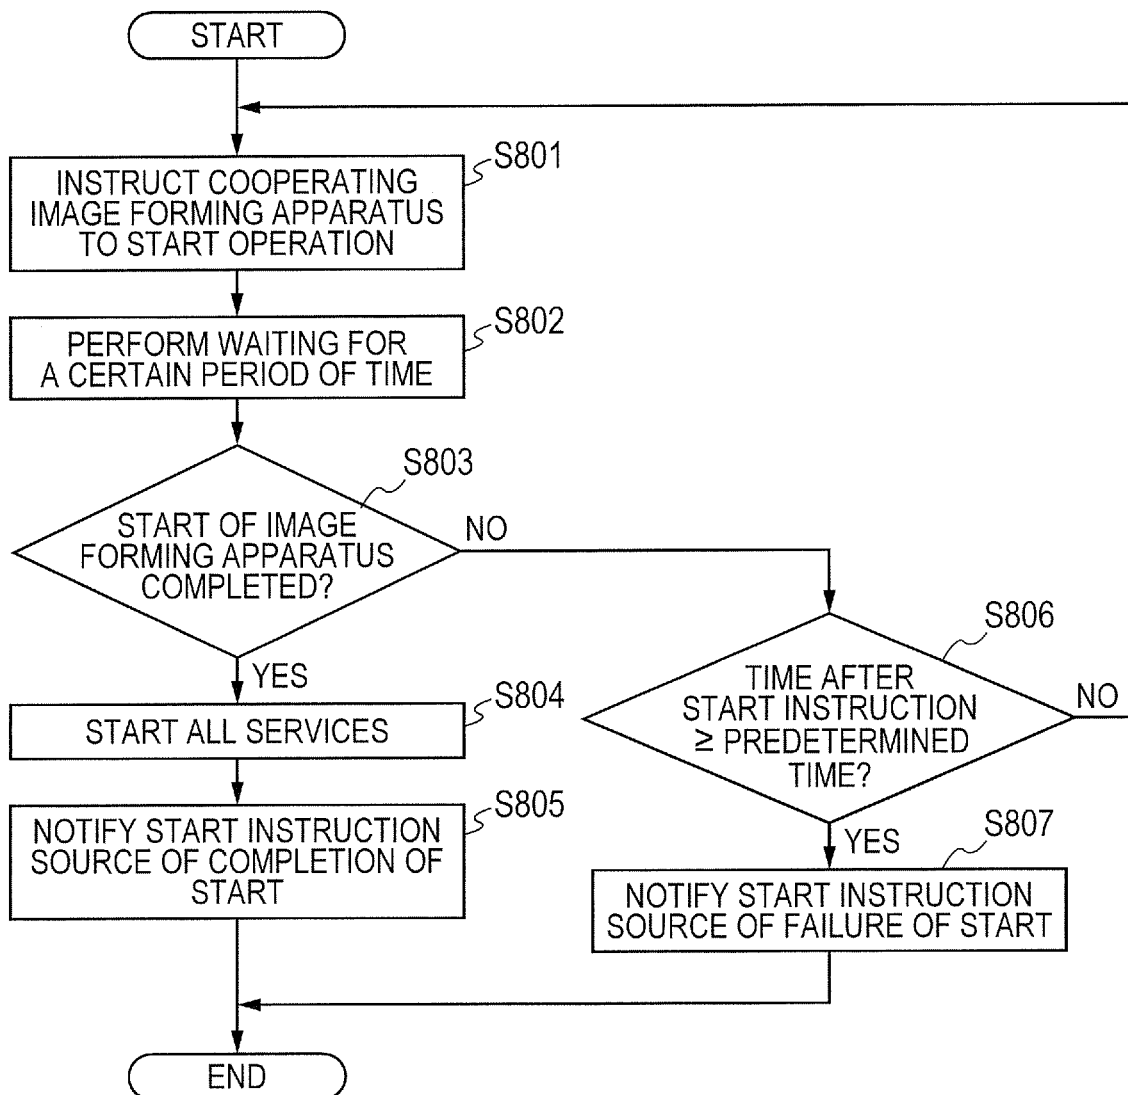 START
S801
INSTRUCT COOPERATING
IMAGE FORMING APPARATUS
TO START OPERATION
S802
PERFORM WAITING FOR
A CERTAIN PERIOD OF TIME
S803
START OF IMAGE
FORMING APPARATUS
COMPLETED?
NO
YES
S806
TIME AFTER
START INSTRUCTION
≥ PREDETERMINED
TIME?
NO
YES
S804
START ALL SERVICES
S805
NOTIFY START INSTRUCTION
SOURCE OF COMPLETION OF
START
S807
NOTIFY START INSTRUCTION
SOURCE OF FAILURE OF START
END